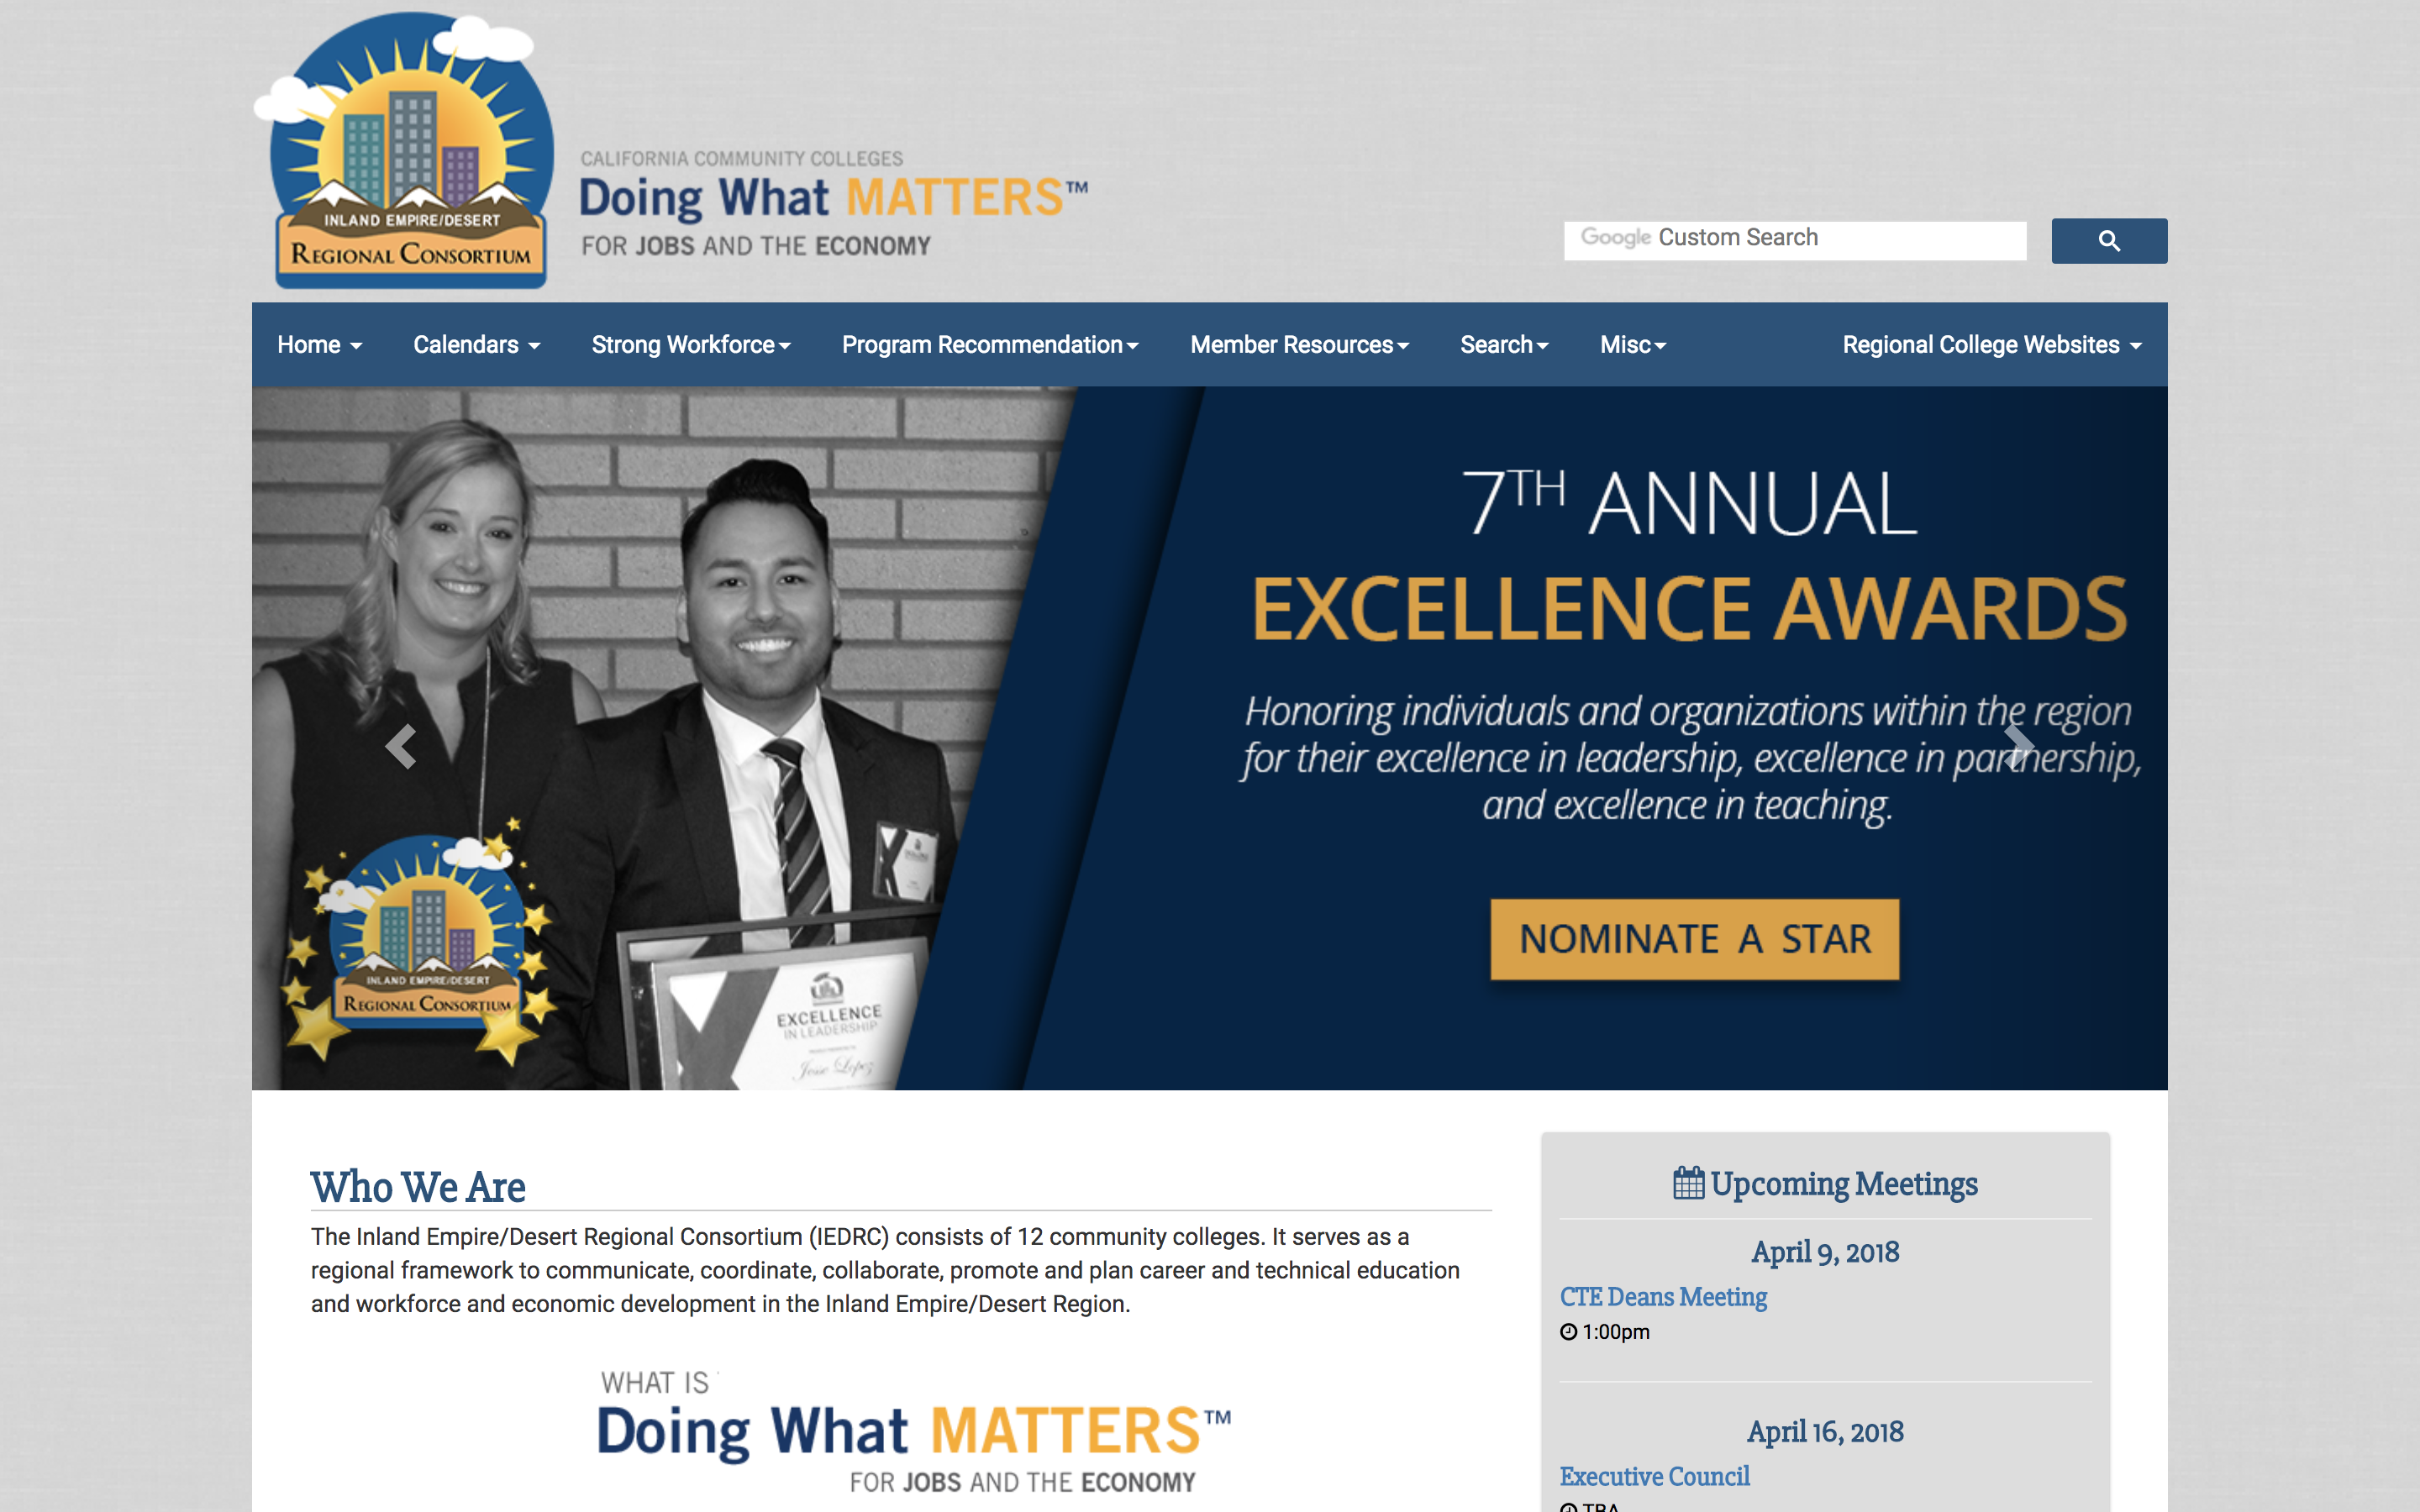 INLAND EMPIRE/DESERT
REGIONAL CONSORTIUM
CALIFORNIA COMMUNITY COLLEGES
Doing What MATTERS™
FOR JOBS AND THE ECONOMY
Google Custom Search
Home
Calendars
Strong Workforce
Program Recommendation
Member Resources
Search
Misc
Regional College Websites
7TH ANNUAL
EXCELLENCE AWARDS
Honoring individuals and organizations within the region
for their excellence in leadership, excellence in partnership,
and excellence in teaching.
NOMINATE A STAR
INLAND EMPIRE/DESERT
REGIONAL CONSORTIUM
EXCELLENCE
IN LEADERSHIP
Jesse Lopez
Who We Are
The Inland Empire/Desert Regional Consortium (IEDRC) consists of 12 community colleges. It serves as a
regional framework to communicate, coordinate, collaborate, promote and plan career and technical education
and workforce and economic development in the Inland Empire/Desert Region.
WHAT IS
Doing What MATTERS™
FOR JOBS AND THE ECONOMY
Upcoming Meetings
April 9, 2018
CTE Deans Meeting
1:00pm
April 16, 2018
Executive Council
TBA